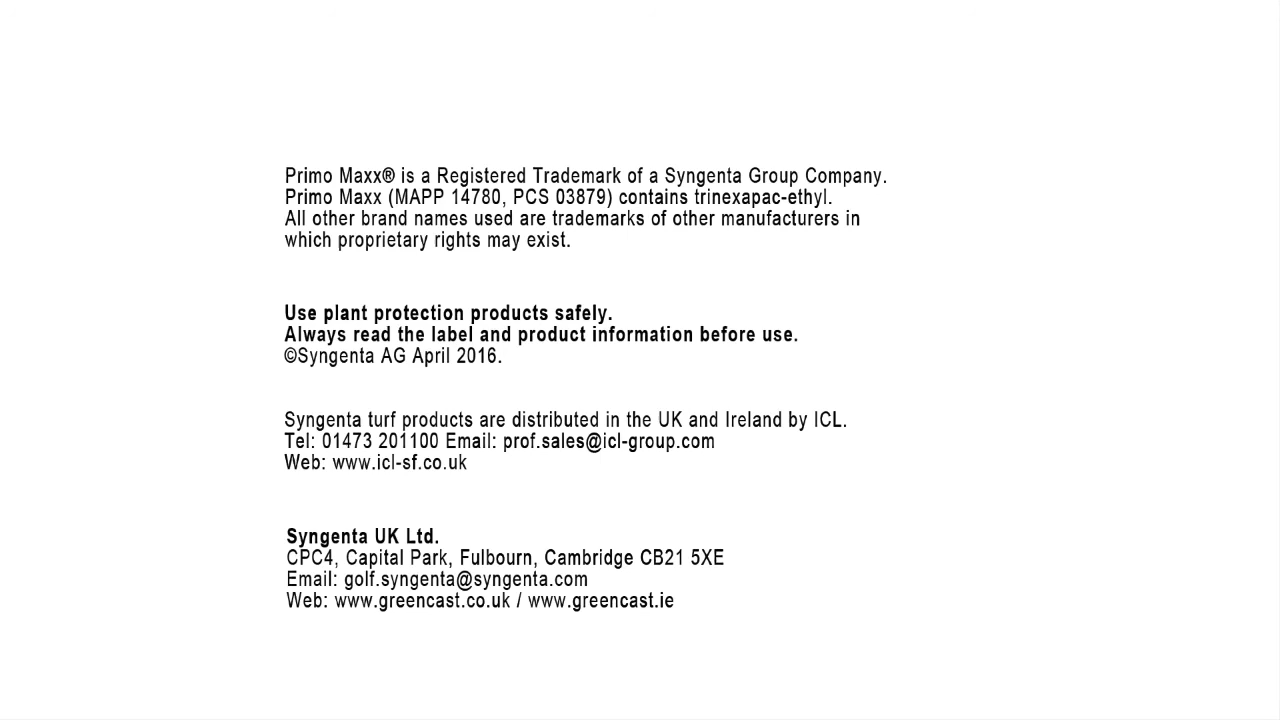 Primo Maxx® is a Registered Trademark of a Syngenta Group Company.
Primo Maxx (MAPP 14780, PCS 03879) contains trinexapac-ethyl.
All other brand names used are trademarks of other manufacturers in
which proprietary rights may exist.
Use plant protection products safely.
Always read the label and product information before use.
©Syngenta AG April 2016.
Syngenta turf products are distributed in the UK and Ireland by ICL.
Tel: 01473 201100 Email: prof.sales@icl-group.com
Web: www.icl-sf.co.uk
Syngenta UK Ltd.
CPC4, Capital Park, Fulbourn, Cambridge CB21 5XE
Email: golf.syngenta@syngenta.com
Web: www.greencast.co.uk / www.greencast.ie